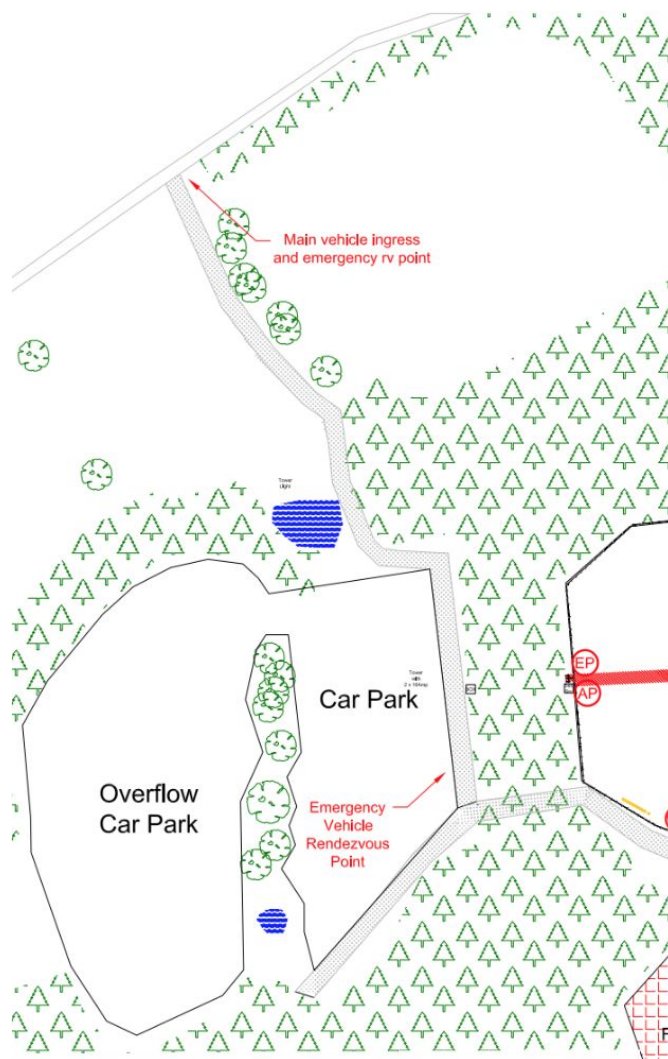 Main vehicle ingress
and emergency rv point
Tower
Light
EP
AP
Tower
with
Car Park
Overflow
Car Park
Emergency
Vehicle
Rendezvous
Point